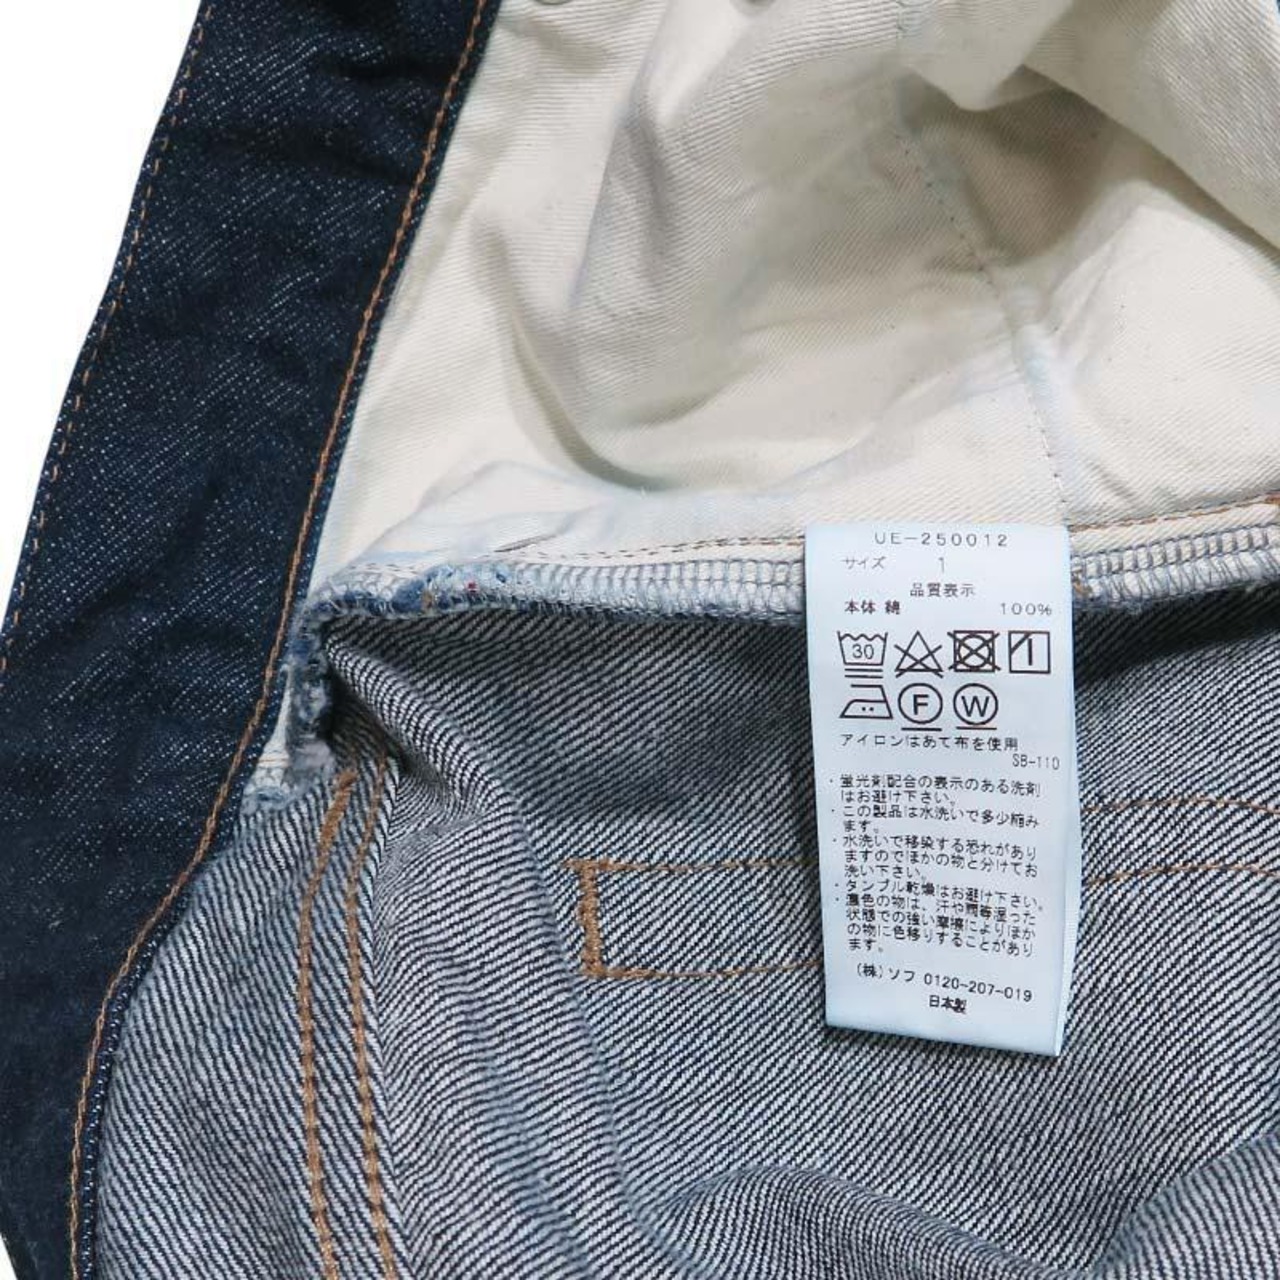 UE-250012
サイズ 1
品質表示
本体 綿 100%
30
F W
アイロンはあて布を使用
SB-110
・蛍光剤配合の表示のある洗剤
はお避け下さい。
・この製品は水洗いで多少縮み
ます。
・水洗いで移染する恐れがあり
ますのでほかの物と分けてお
洗い下さい。
・タンブル乾燥はお避け下さい。
・濃色の物は、汗や雨等湿った
状態での強い摩擦によりほか
の物に色移りすることがあり
ます。
(株)ソフ 0120-207-019
日本製